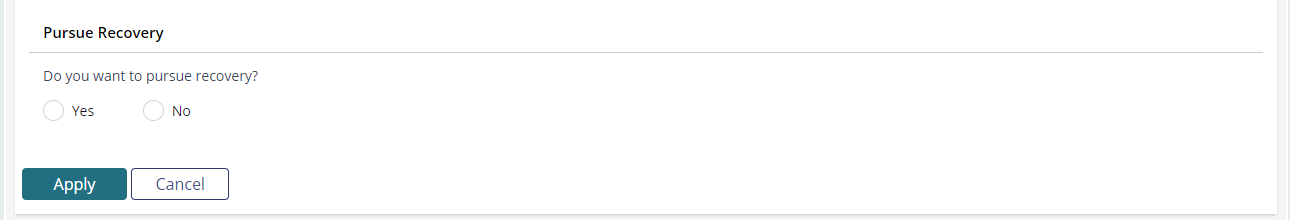 Pursue Recovery
Do you want to pursue recovery?
Yes No
Apply Cancel